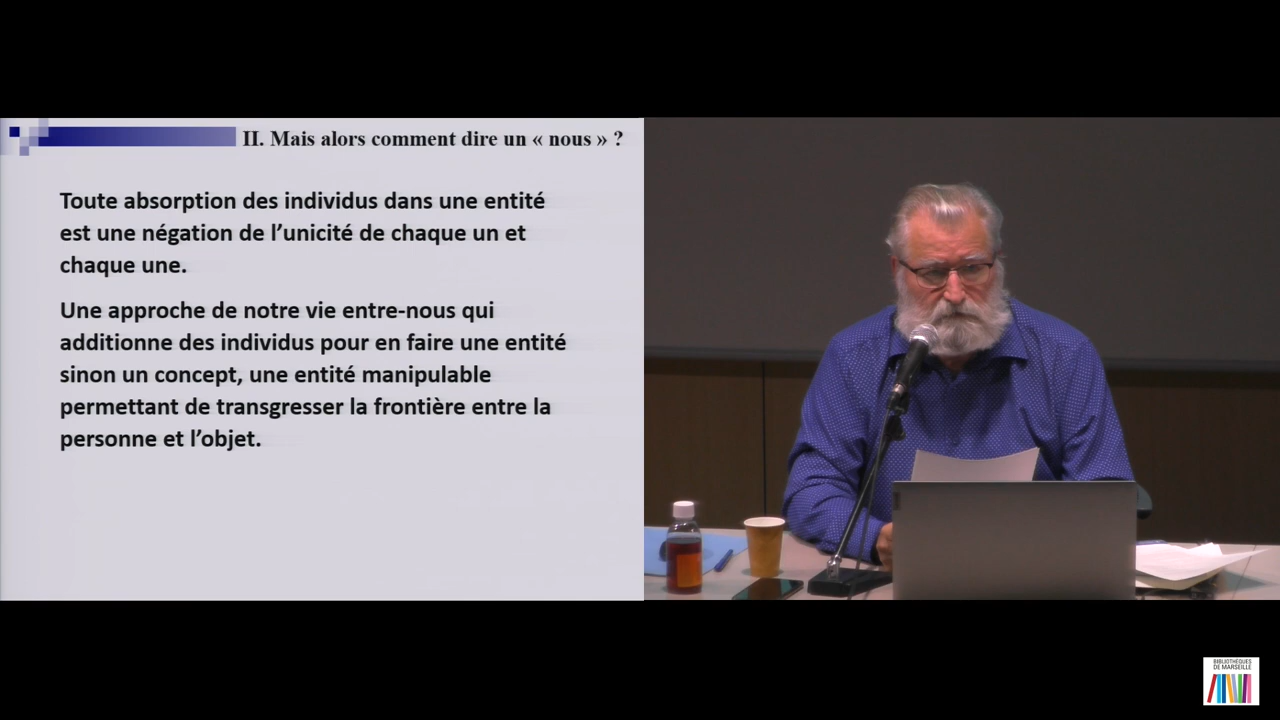 II. Mais alors comment dire un « nous » ?
Toute absorption des individus dans une entité
est une négation de l’unicité de chaque un et
chaque une.
Une approche de notre vie entre-nous qui
additionne des individus pour en faire une entité
sinon un concept, une entité manipulable
permettant de transgresser la frontière entre la
personne et l’objet.
BIBLIOTHÈQUES
DE MARSEILLE